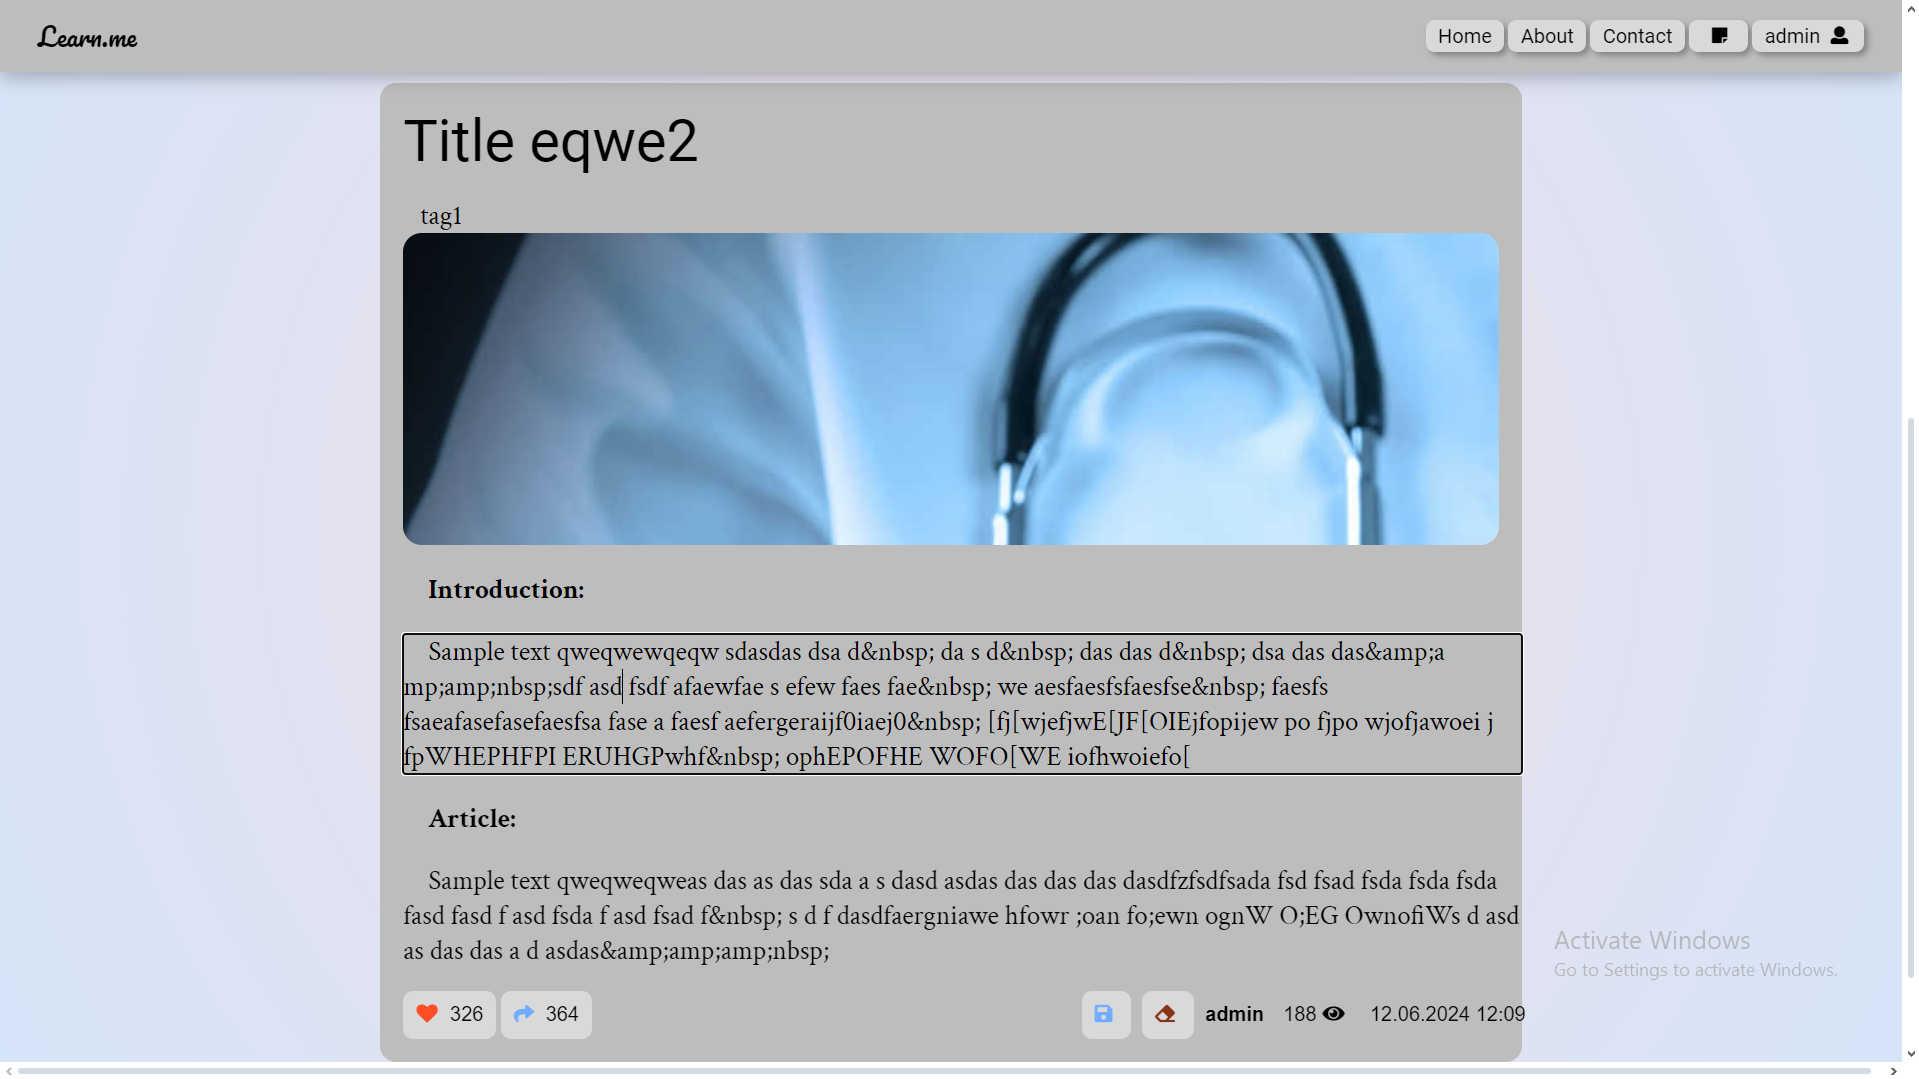 Learn.me
Home About Contact admin
Title eqwe2
tag1
Introduction:
Sample text qweqwewqeqw sdasdas dsa d&nbsp; da s d&nbsp; das das d&nbsp; dsa das das&amp;a
mp;amp;nbsp;sdf asd fsdf afaewfae s efew faes fae&nbsp; we aesfaesfsfaesfse&nbsp; faesfs
fsaeafasefasefaesfsa fase a faesf aefergeraijf0iaej0&nbsp; [fj[wjefjwE[JF[OIEjfopijew po fjpo wjofjawoei j
fpWHEPHFPI ERUHGPwhf&nbsp; ophEPOFHE WOFO[WE iofhwoiefo[
Article:
Sample text qweqweqweas das as das sda a s dasd asdas das das das dasdfzfsdfsada fsd fsad fsda fsda fsda
fasd fasd f asd fsda f asd fsad f&nbsp; s d f dasdfaergniawe hfowr ;oan fo;ewn ognW O;EG OwnofiWs d asd
as das das a d asdas&amp;amp;amp;nbsp;
326 364 admin 188 12.06.2024 12:09
Activate Windows
Go to Settings to activate Windows.